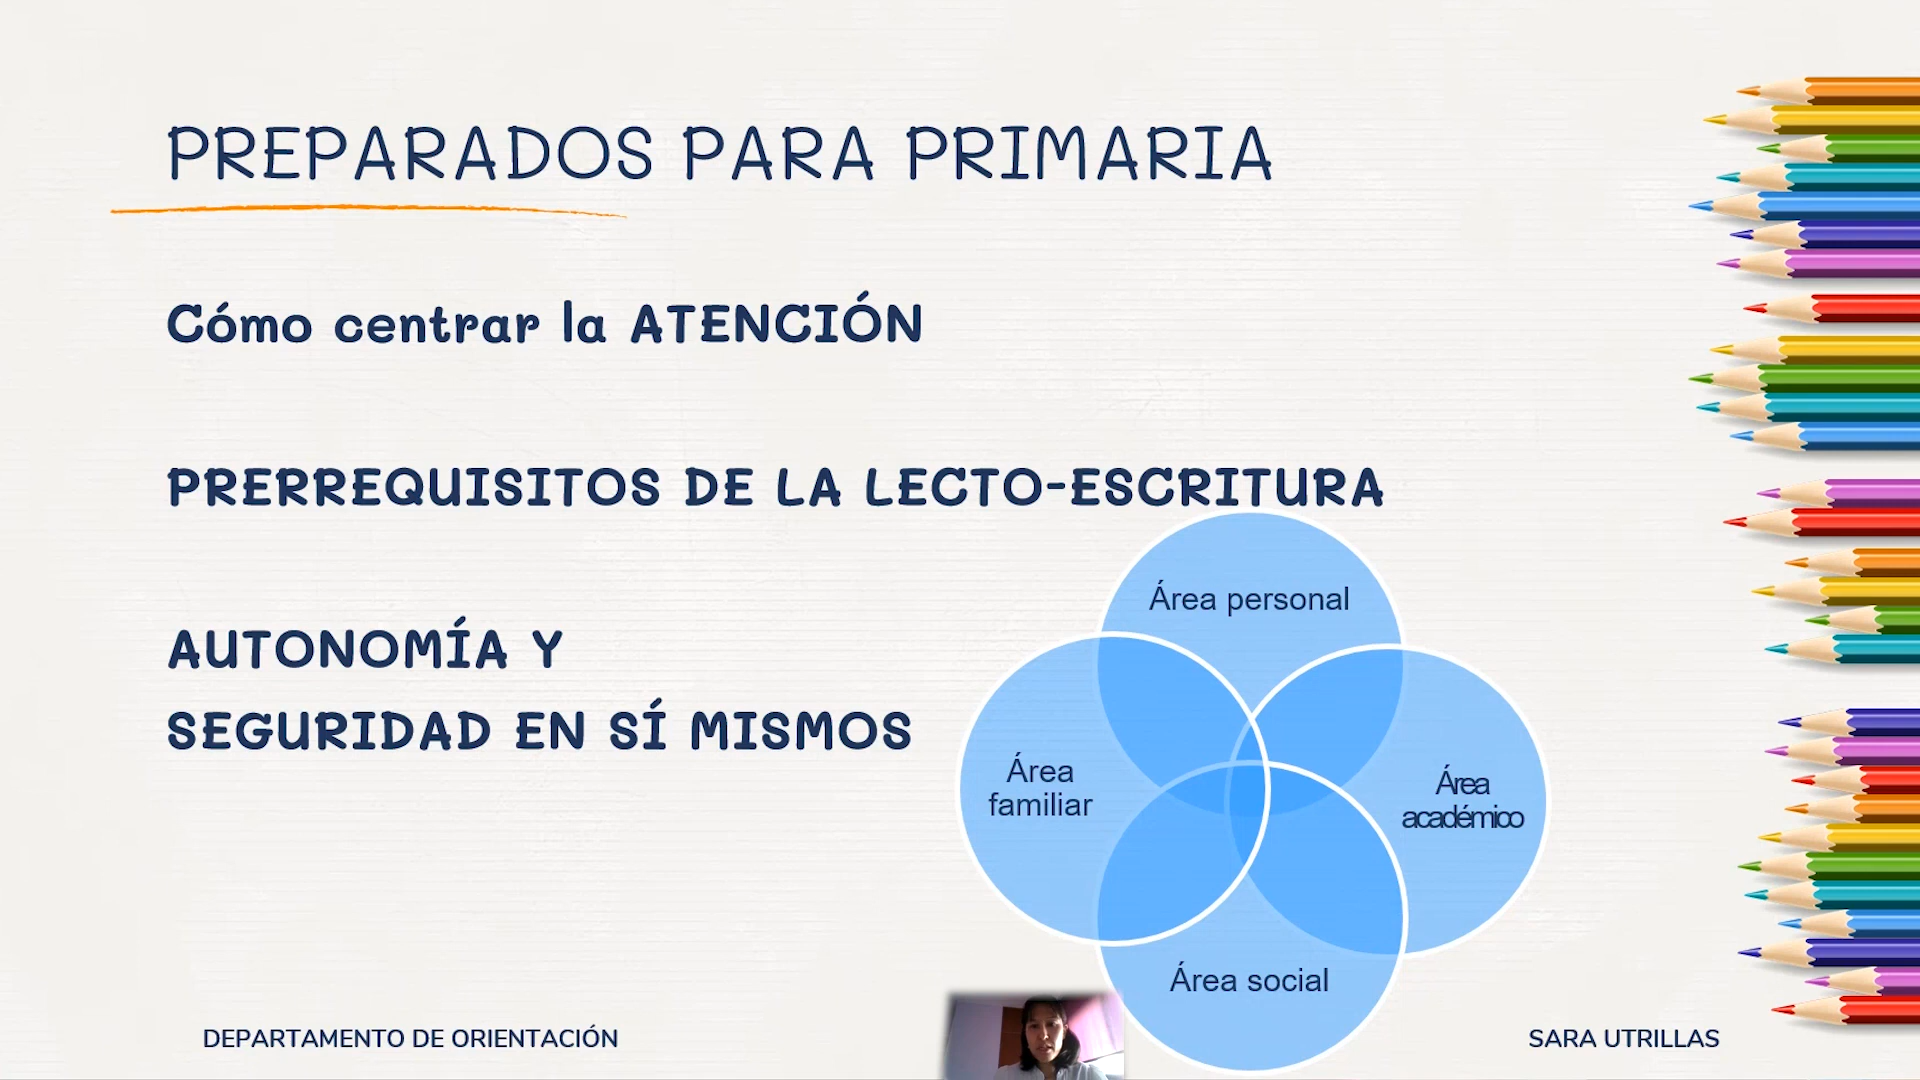 PREPARADOS PARA PRIMARIA
Cómo centrar la ATENCIÓN
PRERREQUISITOS DE LA LECTO-ESCRITURA
AUTONOMÍA Y
SEGURIDAD EN SÍ MISMOS
Área personal
Área
familiar
Área
académico
Área social
DEPARTAMENTO DE ORIENTACIÓN
SARA UTRILLAS